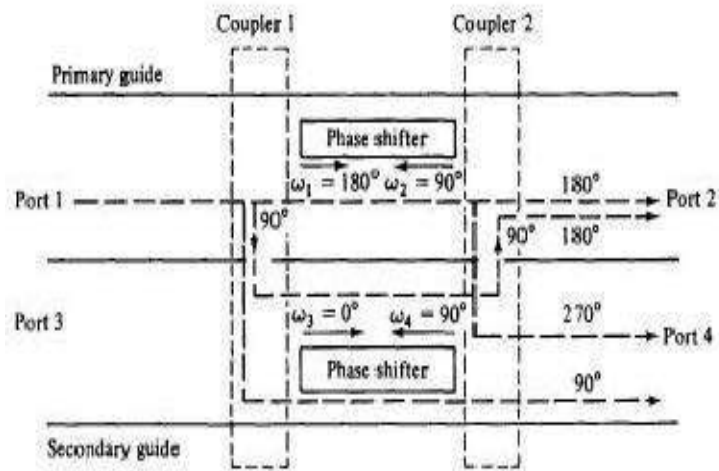 Coupler 1
Coupler 2
Primary guide
Phase shifter
ω₁ = 180° ω₂ = 90°
180°
Port 1
Port 2
90°
90°
180°
Port 3
ω₃ = 0° ω₄ = 90°
270°
Port 4
Phase shifter
90°
Secondary guide